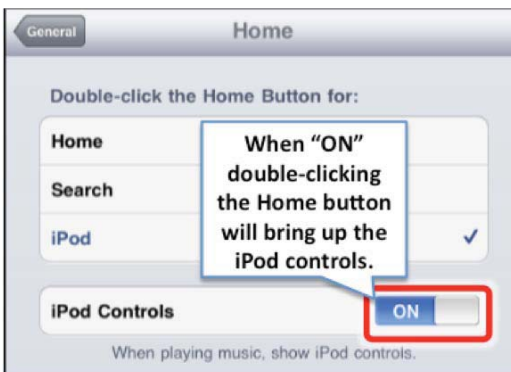 General
Home
Double-click the Home Button for:
Home
Search
iPod
When “ON”
double-clicking
the Home button
will bring up the
iPod controls.
iPod Controls
ON
When playing music, show iPod controls.